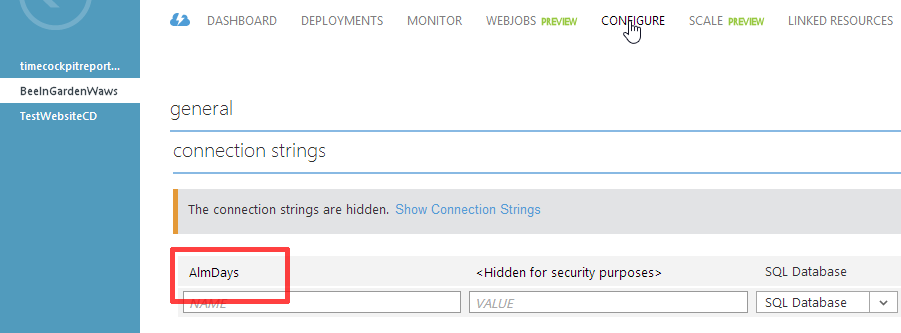 DASHBOARD DEPLOYMENTS MONITOR WEBJOBS PREVIEW CONFIGURE SCALE PREVIEW LINKED RESOURCES
timecockpitreport...
BeeInGardenWaws
TestWebsiteCD
general
connection strings
The connection strings are hidden. Show Connection Strings
AlmDays <Hidden for security purposes> SQL Database
NAME VALUE SQL Database